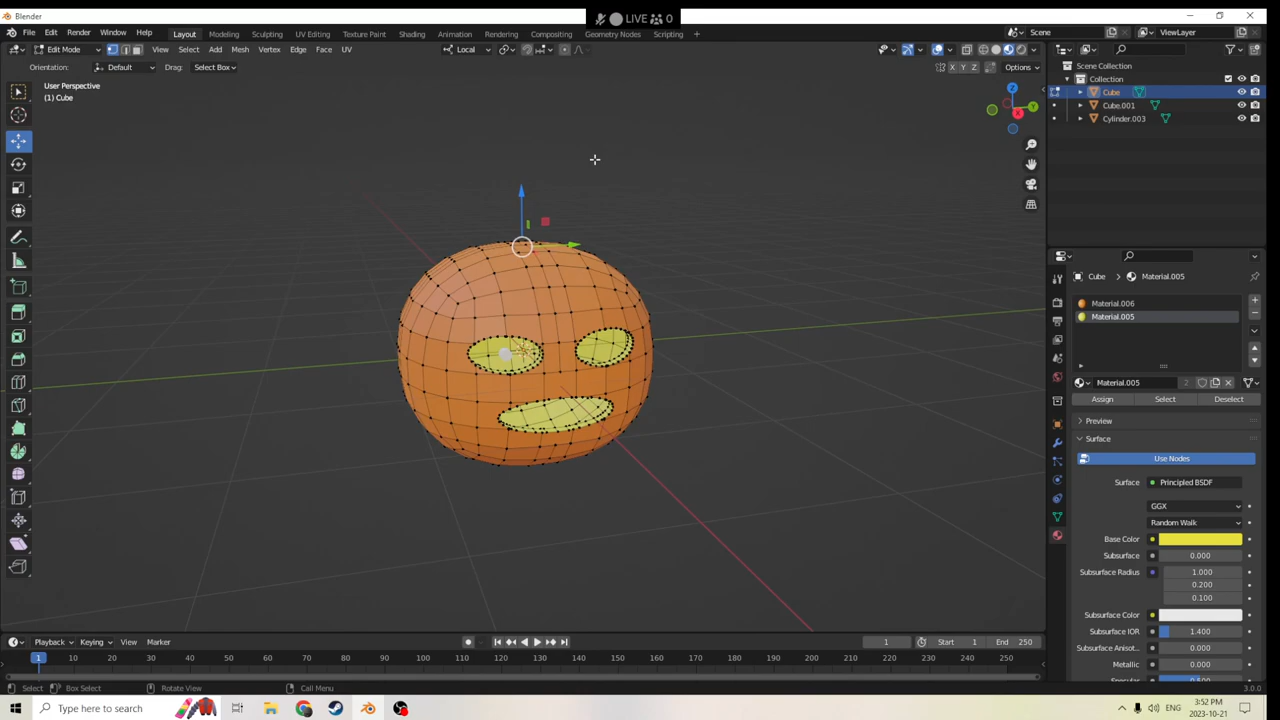 Blender
LIVE 0
File Edit Render Window Help Layout Modeling Sculpting UV Editing Texture Paint Shading Animation Rendering Compositing Geometry Nodes Scripting Scene ViewLayer
Edit Mode View Select Add Mesh Vertex Edge Face UV Local
Orientation: Default Drag: Select Box X Y Z Options
Scene Collection
Collection
Cube
Cube.001
Cylinder.003
User Perspective
(1) Cube
Z
Y
X
Cube Material.005
Material.006
Material.005
Material.005 2
Assign Select Deselect
Preview
Surface
Use Nodes
Surface: Principled BSDF
GGX
Random Walk
Base Color
Subsurface 0.000
Subsurface Radius 1.000
0.200
0.100
Subsurface Color
Subsurface IOR 1.400
Subsurface Anisot... 0.000
Metallic 0.000
Specular 0.500
Playback Keying View Marker 1 Start 1 End 250
1 10 20 30 40 50 60 70 80 90 100 110 120 130 140 150 160 170 180 190 200 210 220 230 240 250
Select Box Select Rotate View Call Menu 3.0.0
Type here to search ENG 3:52 PM
2023-10-21